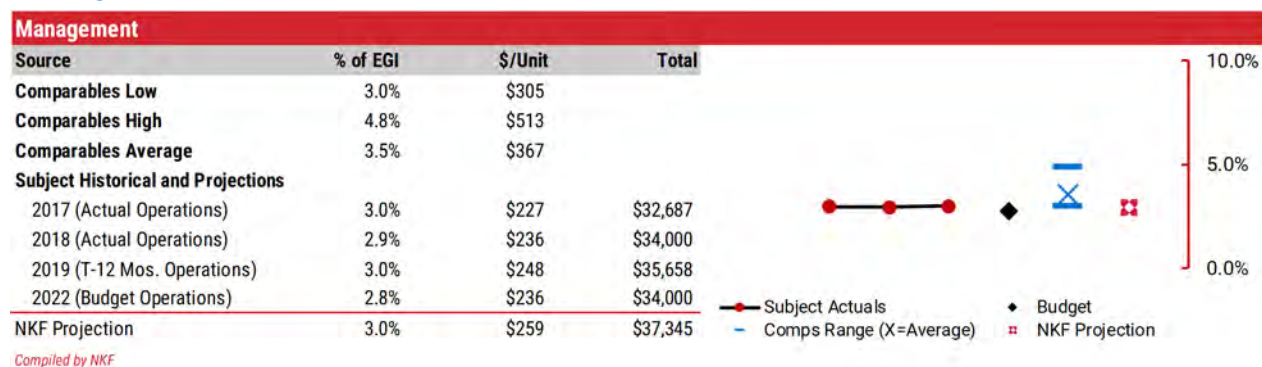 Management
Source % of EGI $/Unit Total
Comparables Low 3.0% $305
Comparables High 4.8% $513
Comparables Average 3.5% $367
Subject Historical and Projections
2017 (Actual Operations) 3.0% $227 $32,687
2018 (Actual Operations) 2.9% $236 $34,000
2019 (T-12 Mos. Operations) 3.0% $248 $35,658
2022 (Budget Operations) 2.8% $236 $34,000
NKF Projection 3.0% $259 $37,345
Compiled by NKF
10.0%
5.0%
0.0%
Subject Actuals
Budget
Comps Range (X=Average)
NKF Projection